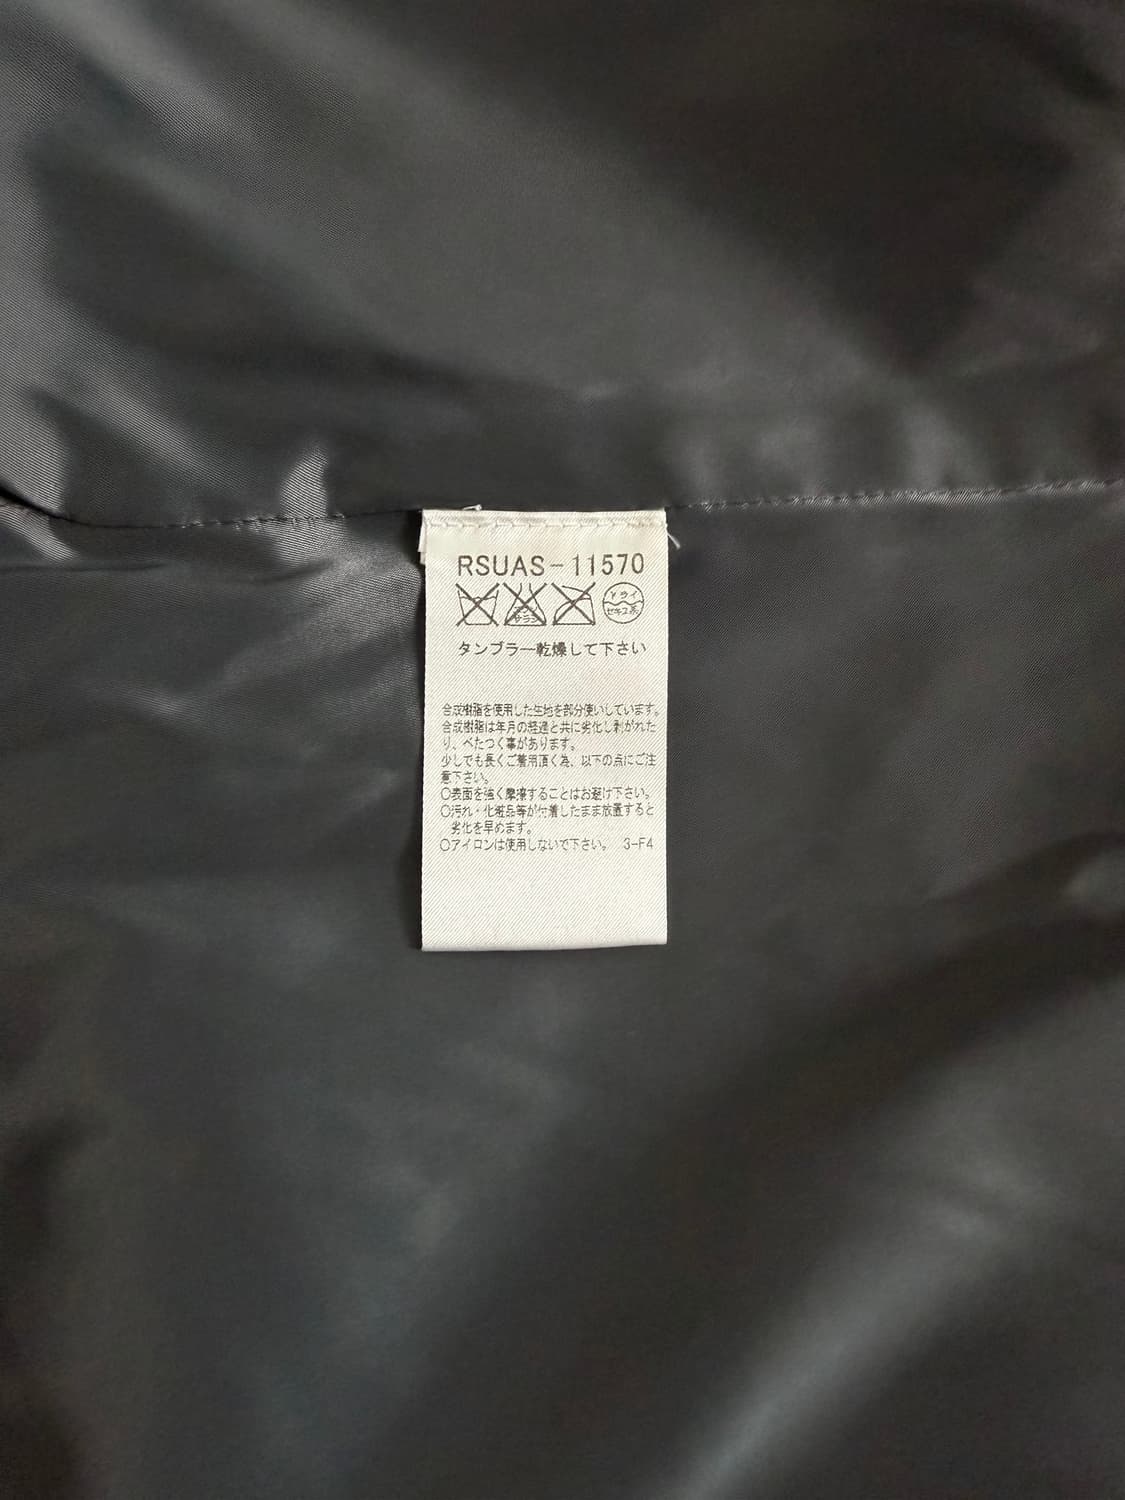 RSUAS-11570
エンソサラシ
ドライ
セキユ系
タンブラー乾燥して下さい
合成樹脂を使用した生地を部分使いしています。
合成樹脂は年月の経過と共に劣化し剥がれた
り、べたつく事があります。
少しでも長くご着用頂く為、以下の点にご注
意下さい。
○表面を強く摩擦することはお避け下さい。
○汚れ・化粧品等が付着したまま放置すると
劣化を早めます。
○アイロンは使用しないで下さい。 3-F4